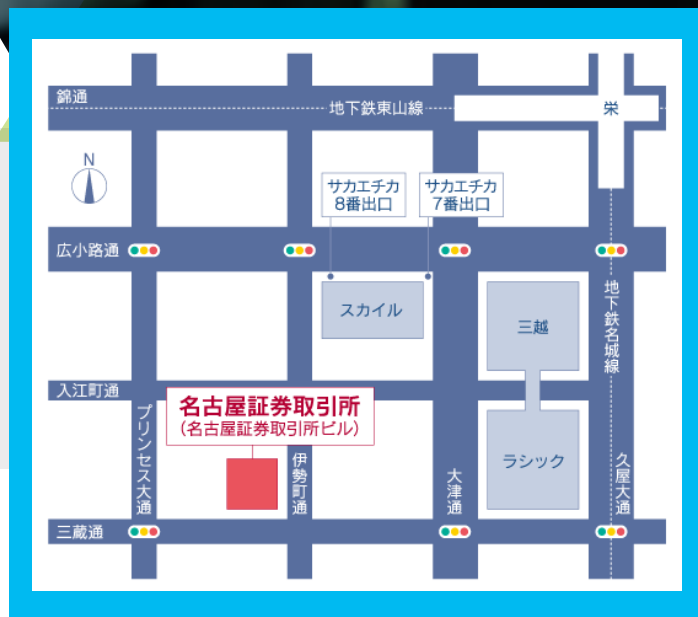 錦通
地下鉄東山線
栄
N
サカエチカ
8番出口
サカエチカ
7番出口
広小路通
スカイル
三越
地下鉄名城線
入江町通
プリンセス大通
名古屋証券取引所
(名古屋証券取引所ビル)
伊勢町通
大津通
ラシック
久屋大通
三蔵通